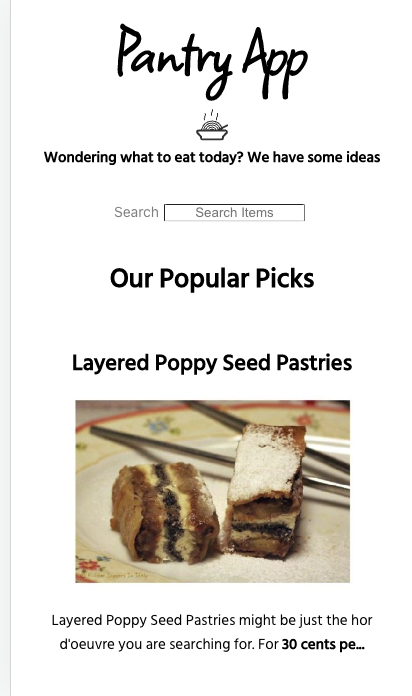 Pantry App
Wondering what to eat today? We have some ideas
Search Search Items
Our Popular Picks
Layered Poppy Seed Pastries
Layered Poppy Seed Pastries might be just the hor
d'oeuvre you are searching for. For 30 cents pe...